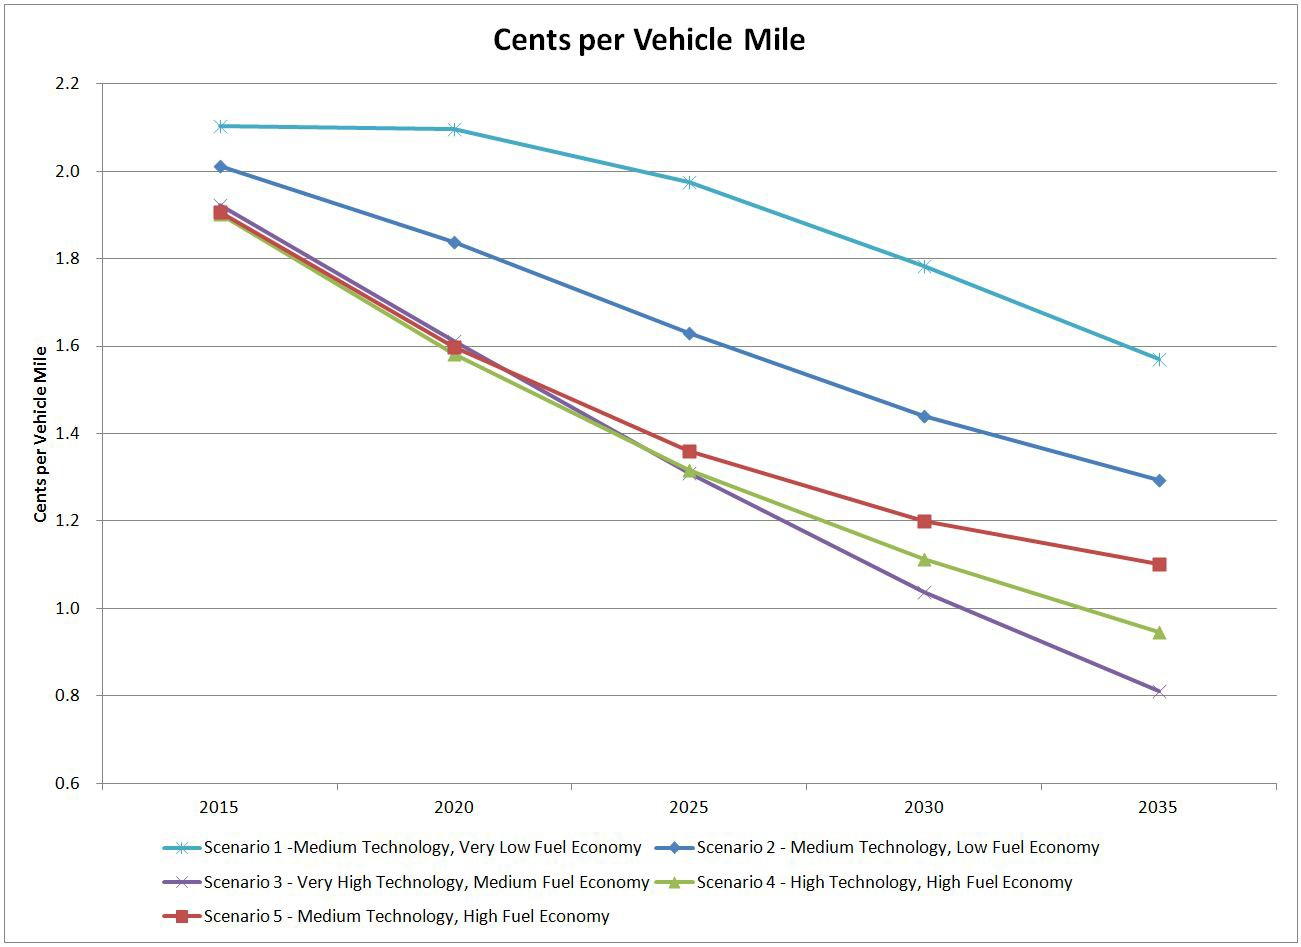 Cents per Vehicle Mile
2.2
2.0
1.8
1.6
1.4
1.2
1.0
0.8
0.6
Cents per Vehicle Mile
2015 2020 2025 2030 2035
Scenario 1 -Medium Technology, Very Low Fuel Economy Scenario 2 - Medium Technology, Low Fuel Economy
Scenario 3 - Very High Technology, Medium Fuel Economy Scenario 4 - High Technology, High Fuel Economy
Scenario 5 - Medium Technology, High Fuel Economy